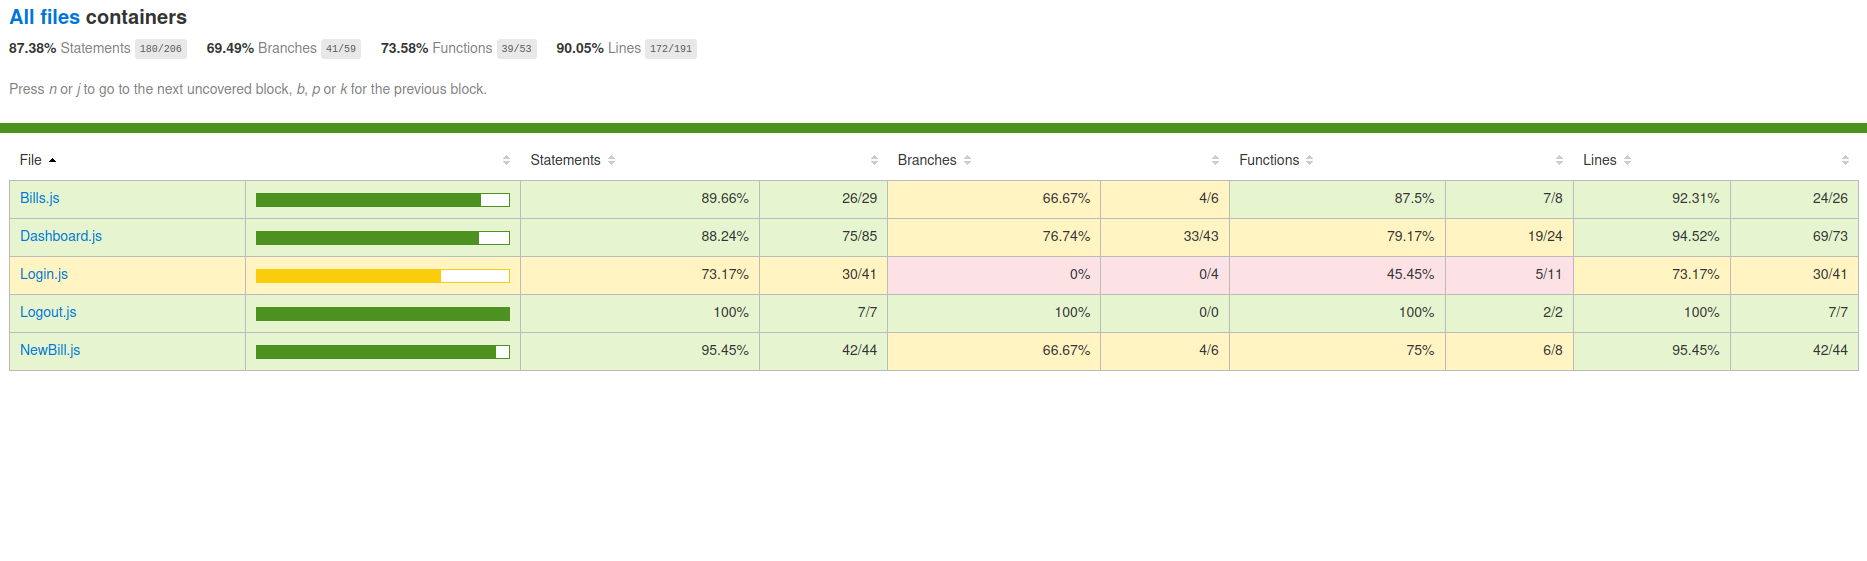 All files containers
87.38% Statements 180/206 69.49% Branches 41/59 73.58% Functions 39/53 90.05% Lines 172/191
Press n or j to go to the next uncovered block, b, p or k for the previous block.
File Statements Branches Functions Lines
Bills.js 89.66% 26/29 66.67% 4/6 87.5% 7/8 92.31% 24/26
Dashboard.js 88.24% 75/85 76.74% 33/43 79.17% 19/24 94.52% 69/73
Login.js 73.17% 30/41 0% 0/4 45.45% 5/11 73.17% 30/41
Logout.js 100% 7/7 100% 0/0 100% 2/2 100% 7/7
NewBill.js 95.45% 42/44 66.67% 4/6 75% 6/8 95.45% 42/44